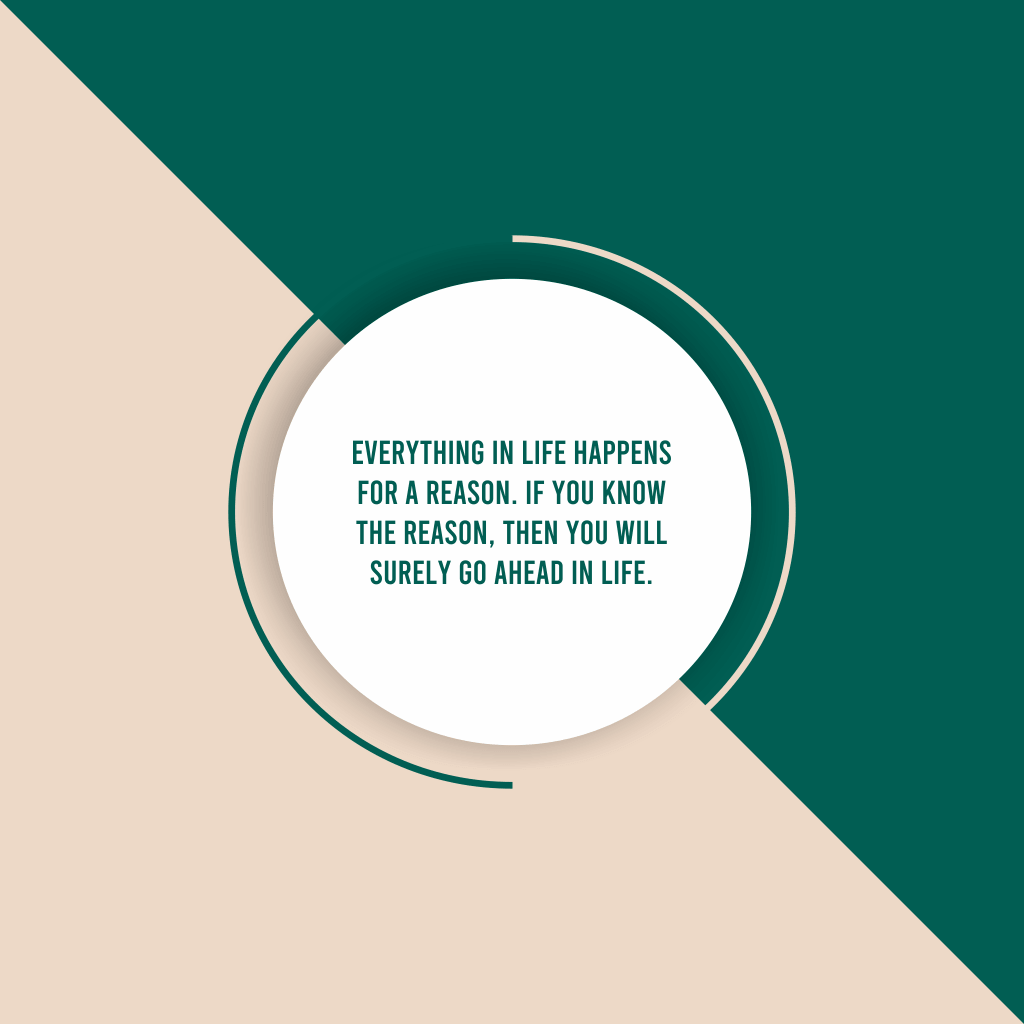 EVERYTHING IN LIFE HAPPENS
FOR A REASON. IF YOU KNOW
THE REASON, THEN YOU WILL
SURELY GO AHEAD IN LIFE.